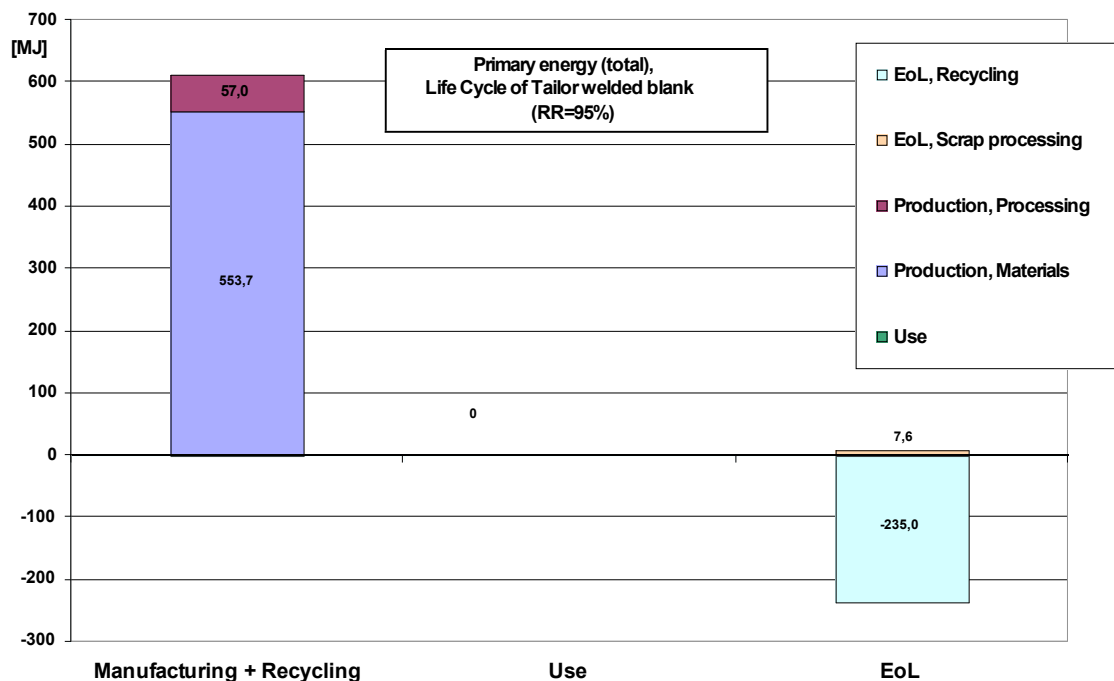 700
[MJ]
600
500
400
300
200
100
0
-100
-200
-300
Primary energy (total),
Life Cycle of Tailor welded blank
(RR=95%)
EoL, Recycling
EoL, Scrap processing
Production, Processing
Production, Materials
Use
57,0
553,7
0
7,6
-235,0
Manufacturing + Recycling
Use
EoL